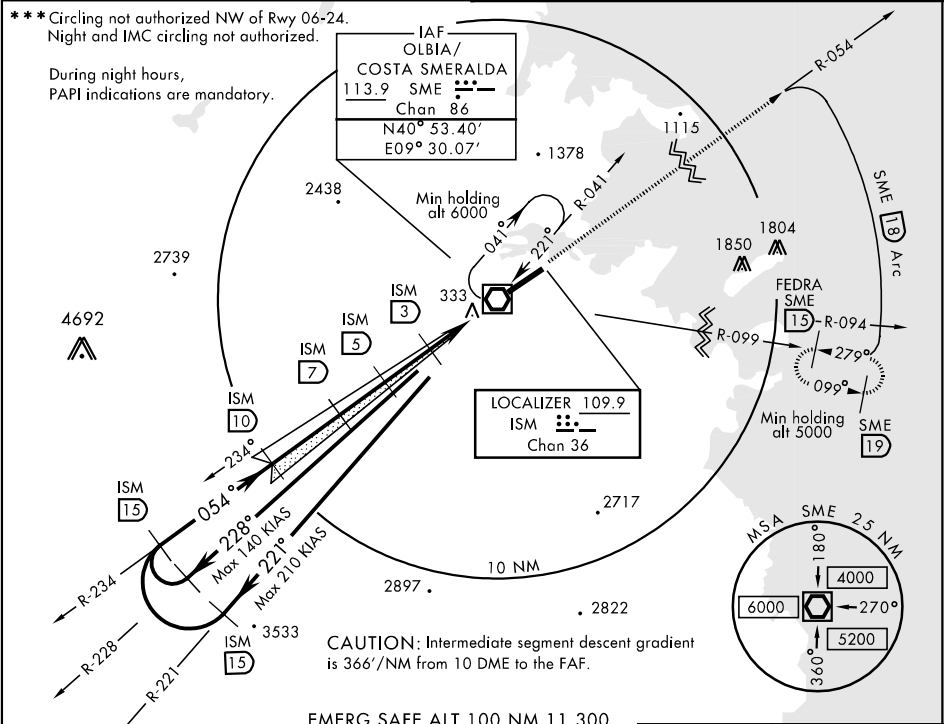 *** Circling not authorized NW of Rwy 06-24.
Night and IMC circling not authorized.
During night hours,
PAPI indications are mandatory.
IAF
OLBIA/
COSTA SMERALDA
113.9 SME
Chan 86
N40° 53.40'
E09° 30.07'
R-054
1115
1378
2438
Min holding
alt 6000
R-041
041°
221°
SME 18 Arc
2739
1850
1804
ISM
3
333
FEDRA
SME
15
R-094
R-099
279°
099°
4692
ISM
5
ISM
7
Min holding
alt 5000
SME
19
LOCALIZER 109.9
ISM
Chan 36
ISM
10
234°
054°
ISM
15
228°
Max 140 KIAS
221°
Max 210 KIAS
2717
10 NM
MSA SME 25 NM
180°
4000
6000
270°
5200
360°
R-234
2897
2822
R-228
3533
ISM
15
R-221
CAUTION: Intermediate segment descent gradient
is 366'/NM from 10 DME to the FAF.
EMERG SAFE ALT 100 NM 11,300